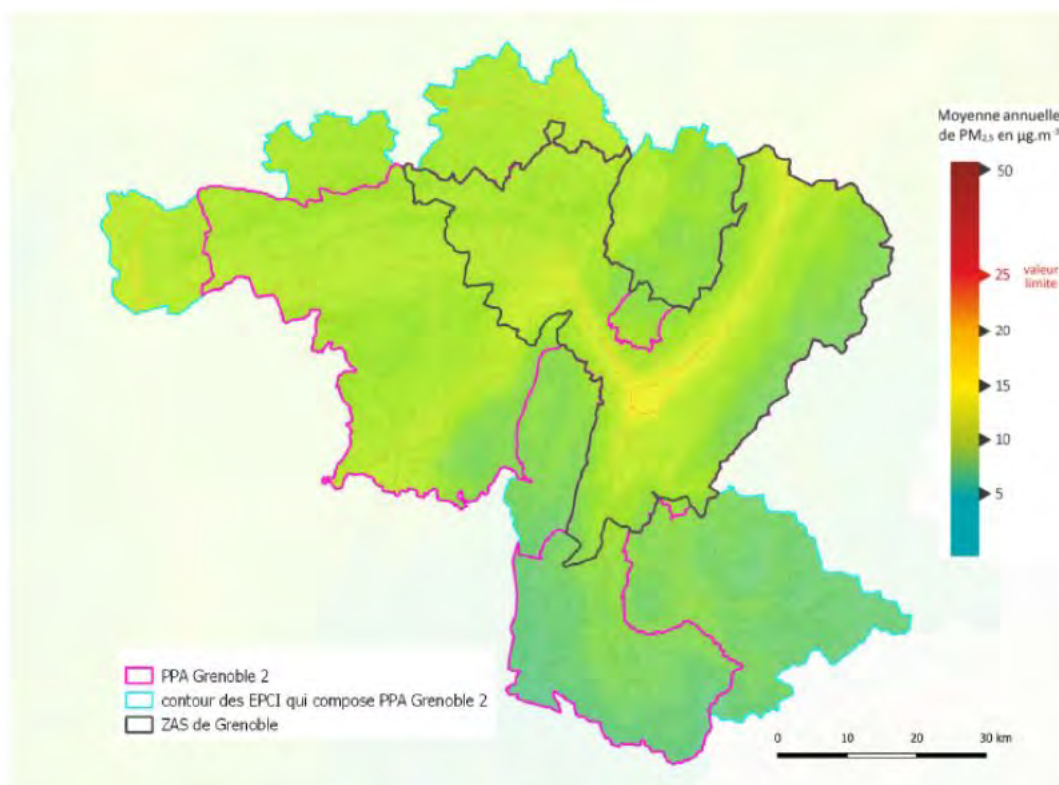 Moyenne annuelle
de PM2,5 en µg.m-3
50
25 valeur
limite
20
15
10
5
PPA Grenoble 2
contour des EPCI qui compose PPA Grenoble 2
ZAS de Grenoble
0 10 20 30 km